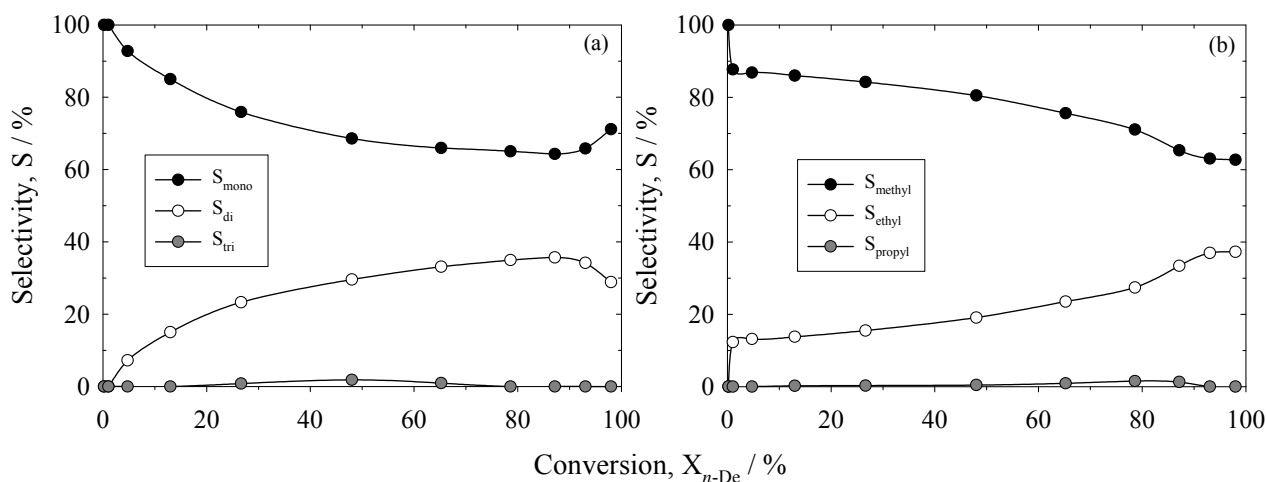 100
80
60
40
20
0
Selectivity, S / %
(a)
S_mono
S_di
S_tri
0 20 40 60 80 100
100
80
60
40
20
0
Selectivity, S / %
(b)
S_methyl
S_ethyl
S_propyl
0 20 40 60 80 100
Conversion, X_n-De / %